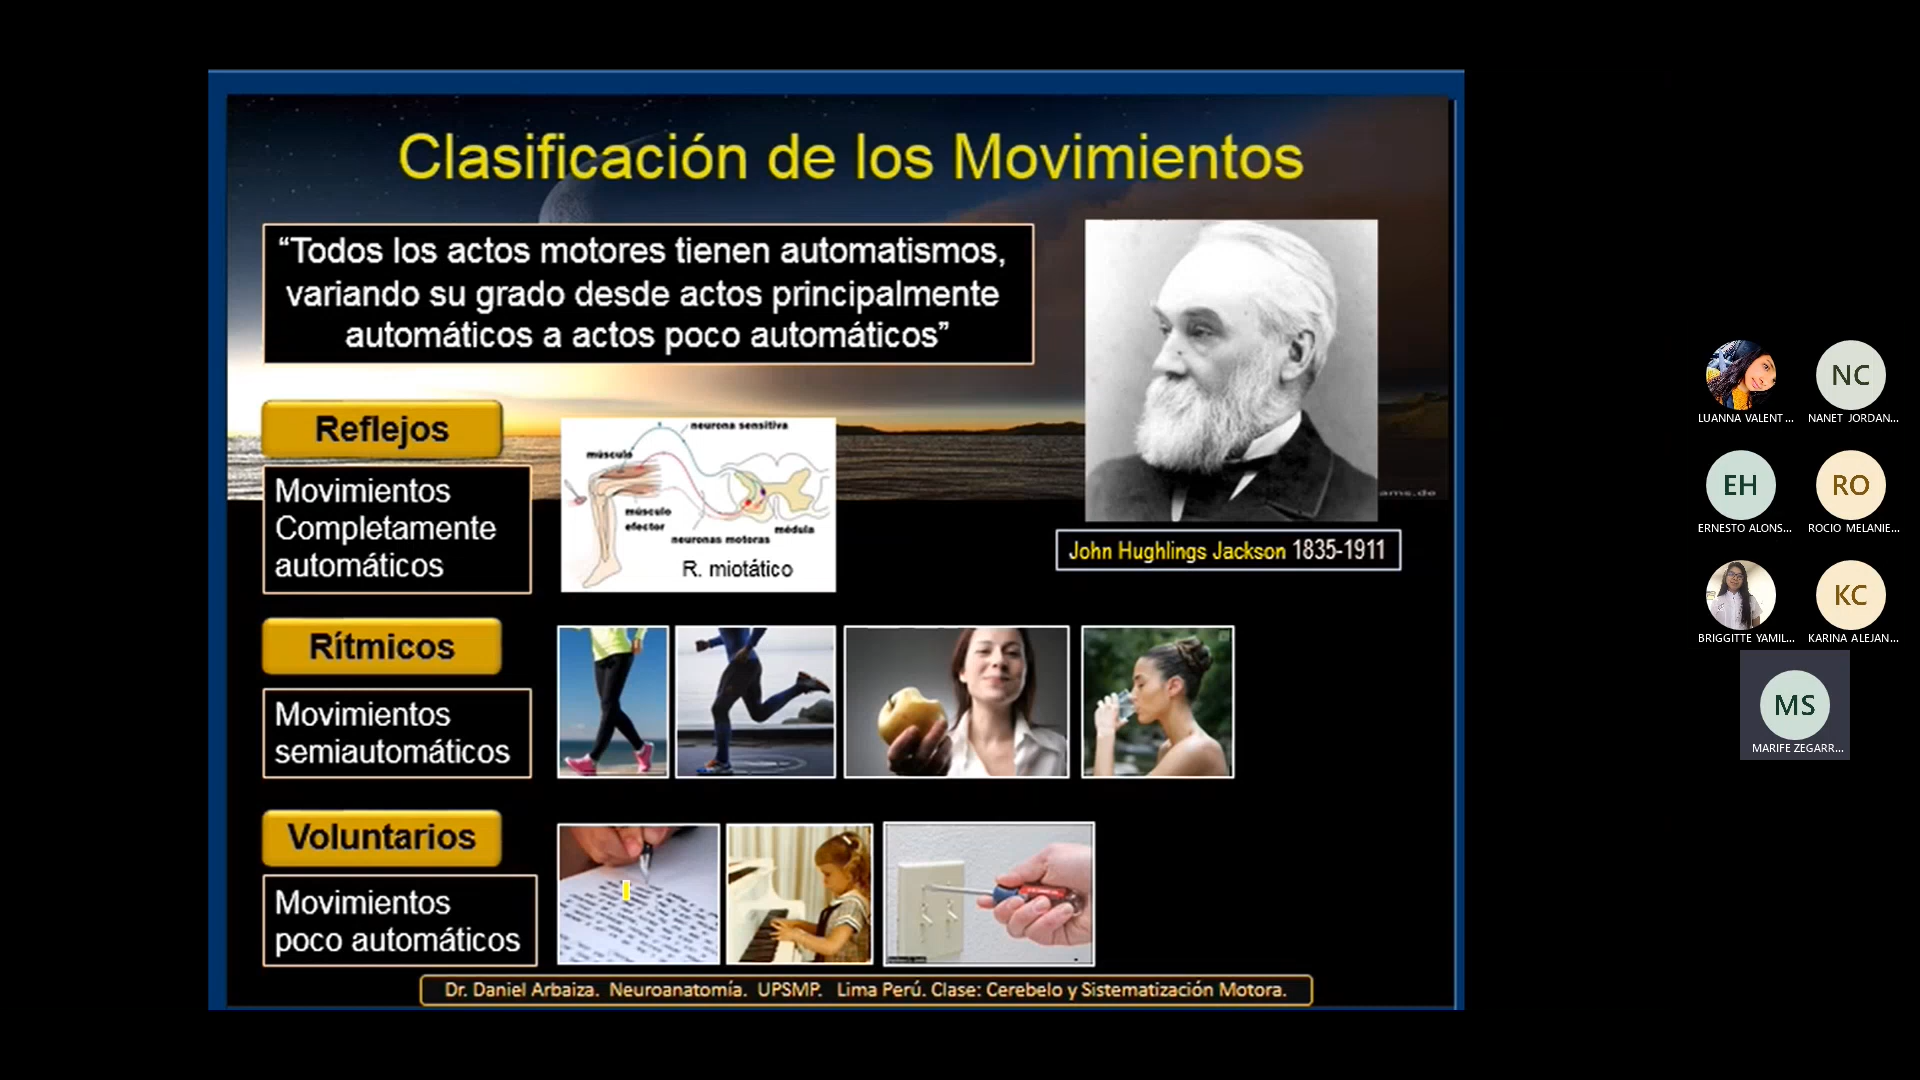 Clasificación de los Movimientos
“Todos los actos motores tienen automatismos,
variando su grado desde actos principalmente
automáticos a actos poco automáticos”
ams.de
John Hughlings Jackson 1835-1911
Reflejos
Movimientos
Completamente
automáticos
neurona sensitiva
músculo
músculo
efector
neuronas motoras
médula
R. miotático
Rítmicos
Movimientos
semiautomáticos
Voluntarios
Movimientos
poco automáticos
Dr. Daniel Arbaiza. Neuroanatomía. UPSMP. Lima Perú. Clase: Cerebelo y Sistematización Motora.
LUANNA VALENT...
NC
NANET JORDAN...
EH
ERNESTO ALONS...
RO
ROCIO MELANIE...
BRIGGITTE YAMIL...
KC
KARINA ALEJAN...
MS
MARIFE ZEGARR...